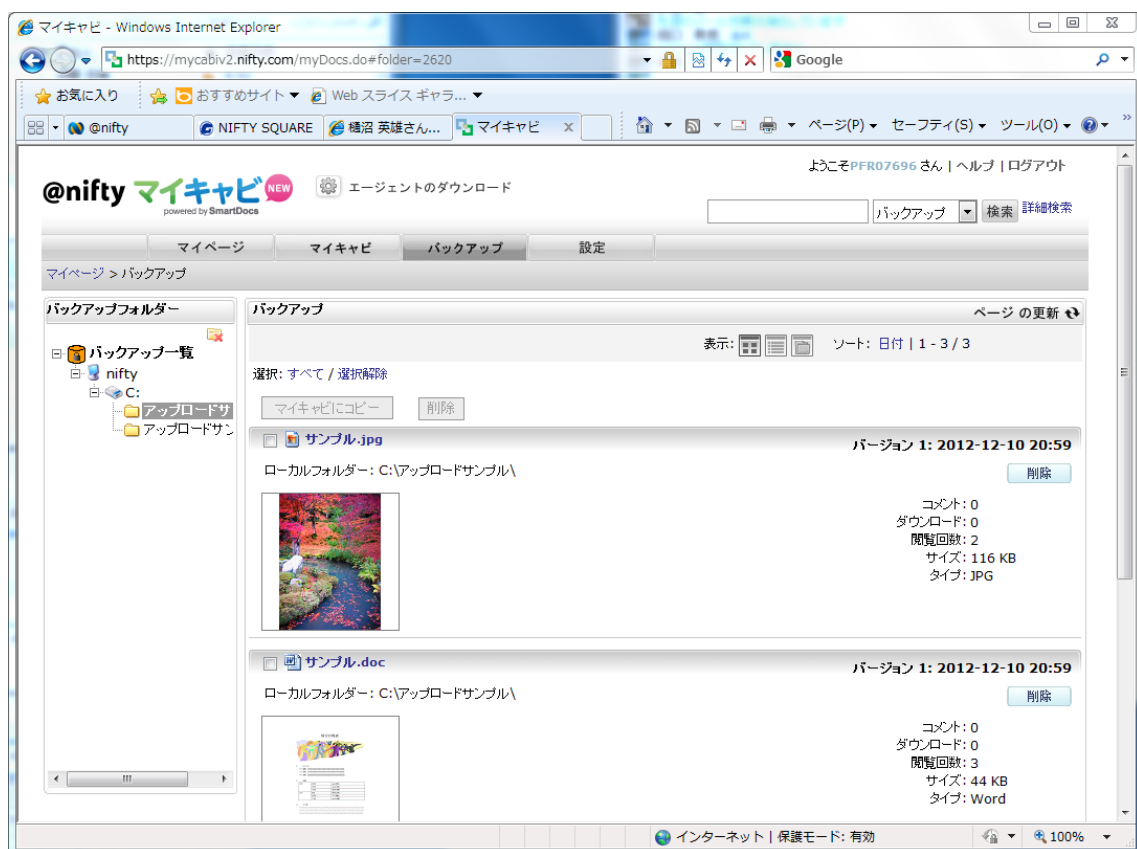 マイキャビ - Windows Internet Explorer
https://mycabiv2.nifty.com/myDocs.do#folder=2620
Google
お気に入り おすすめサイト Web スライス ギャラ...
@nifty NIFTY SQUARE 樋沼 英雄さん... マイキャビ x ページ(P) セーフティ(S) ツール(O)
ようこそPFR07696 さん | ヘルプ | ログアウト
@nifty マイキャビ NEW エージェントのダウンロード
powered by SmartDocs
バックアップ 検索 詳細検索
マイページ マイキャビ バックアップ 設定
マイページ > バックアップ
バックアップフォルダー
バックアップ一覧
nifty
C:
アップロードサ
アップロードサン
バックアップ ページ の更新
表示: ソート: 日付 | 1 - 3 / 3
選択: すべて / 選択解除
マイキャビにコピー 削除
サンプル.jpg バージョン 1: 2012-12-10 20:59
ローカルフォルダー: C:\アップロードサンプル\
削除
コメント: 0
ダウンロード: 0
閲覧回数: 2
サイズ: 116 KB
タイプ: JPG
サンプル.doc バージョン 1: 2012-12-10 20:59
ローカルフォルダー: C:\アップロードサンプル\
削除
コメント: 0
ダウンロード: 0
閲覧回数: 3
サイズ: 44 KB
タイプ: Word
インターネット | 保護モード: 有効 100%